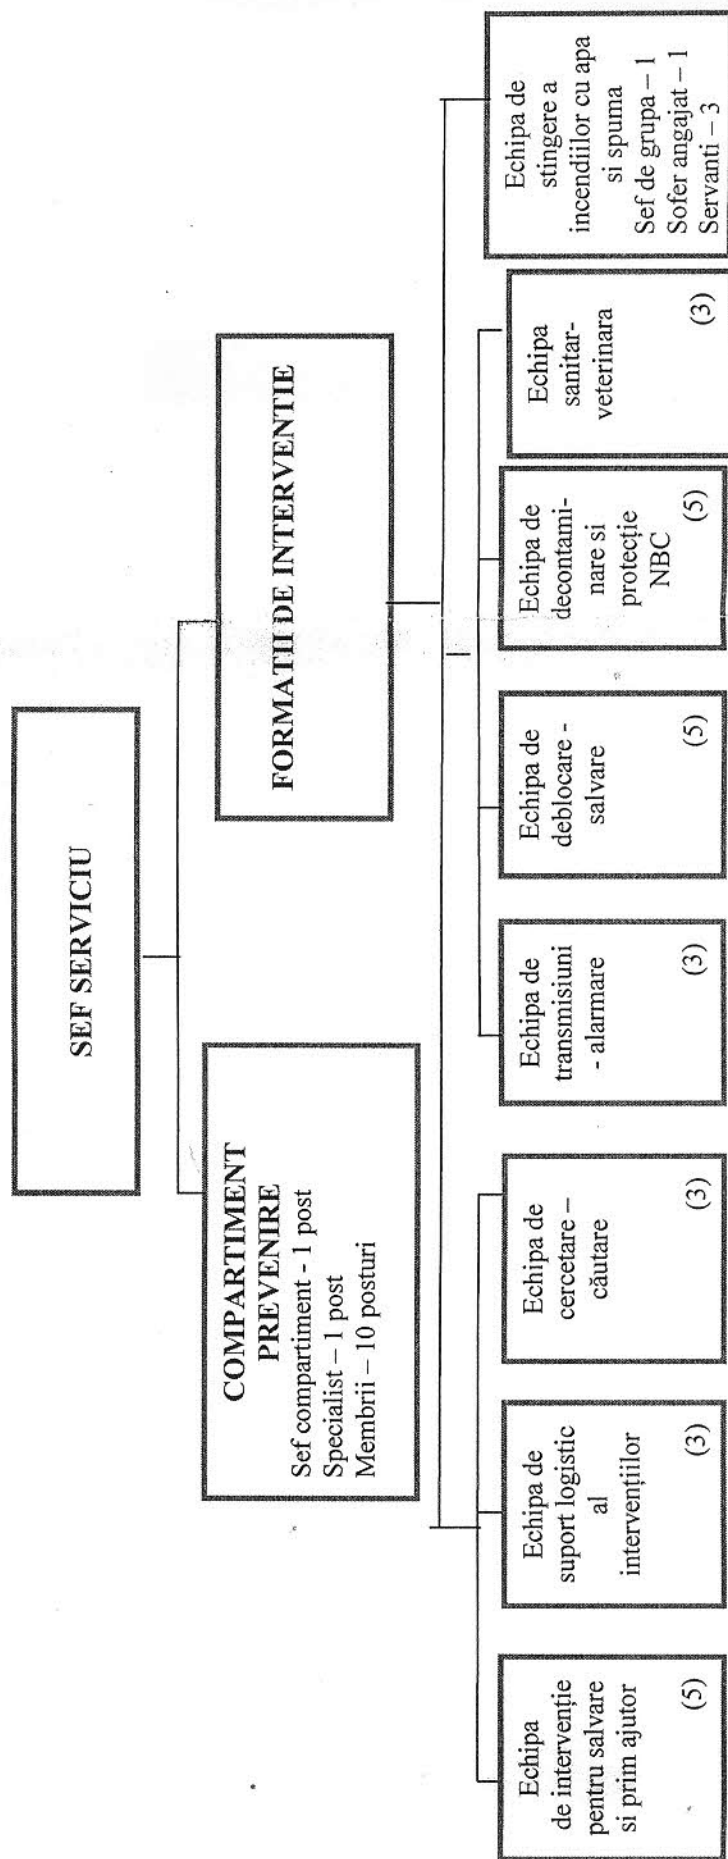 SEF SERVICIU
COMPARTIMENT
PREVENIRE
Sef compartiment - 1 post
Specialist – 1 post
Membrii – 10 posturi
FORMATII DE INTERVENTIE
Echipa
de intervenție
pentru salvare
si prim ajutor
(5)
Echipa de
suport logistic
al
intervențiilor
(3)
Echipa de
cercetare –
căutare
(3)
Echipa de
transmisiuni
- alarmare
(3)
Echipa de
deblocare -
salvare
(5)
Echipa de
decontami-
nare si
protecție
NBC
(5)
Echipa
sanitar-
veterinara
(3)
Echipa de
stingere a
incendiilor cu apa
si spuma
Sef de grupa – 1
Sofer angajat – 1
Servanti – 3